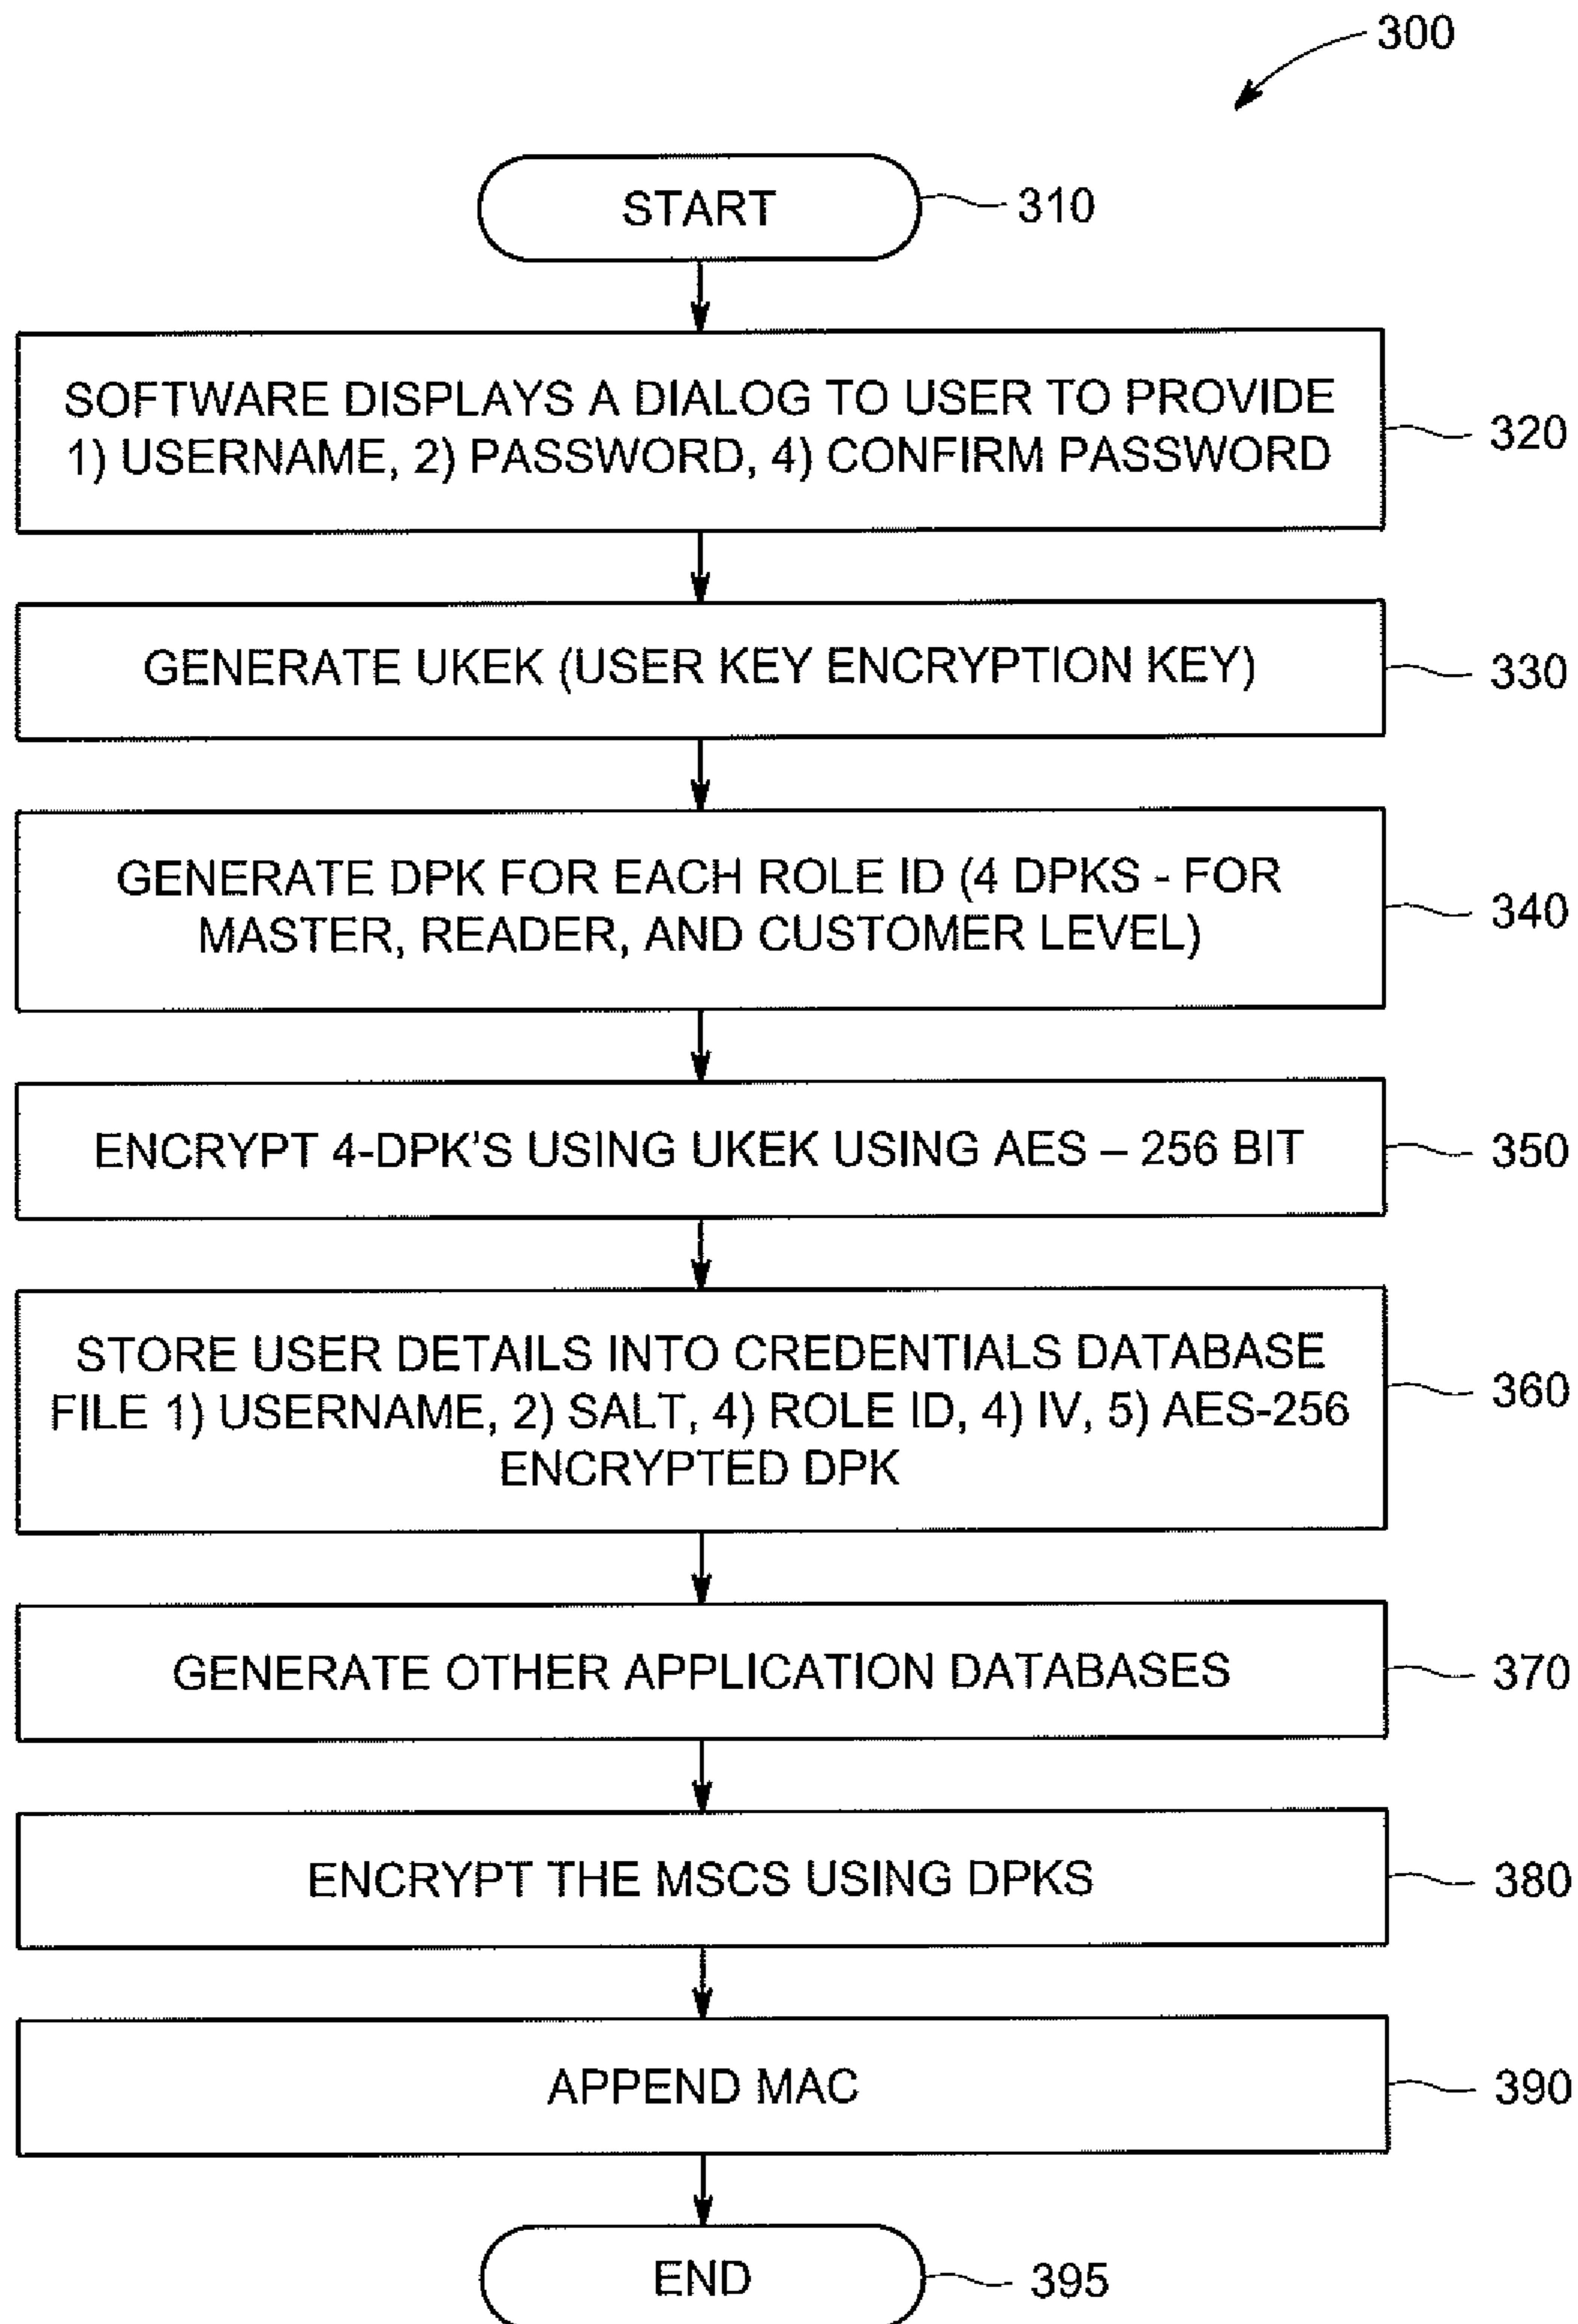 300
START
310
SOFTWARE DISPLAYS A DIALOG TO USER TO PROVIDE
1) USERNAME, 2) PASSWORD, 4) CONFIRM PASSWORD
320
GENERATE UKEK (USER KEY ENCRYPTION KEY)
330
GENERATE DPK FOR EACH ROLE ID (4 DPKS - FOR
MASTER, READER, AND CUSTOMER LEVEL)
340
ENCRYPT 4-DPK'S USING UKEK USING AES – 256 BIT
350
STORE USER DETAILS INTO CREDENTIALS DATABASE
FILE 1) USERNAME, 2) SALT, 4) ROLE ID, 4) IV, 5) AES-256
ENCRYPTED DPK
360
GENERATE OTHER APPLICATION DATABASES
370
ENCRYPT THE MSCS USING DPKS
380
APPEND MAC
390
END
395